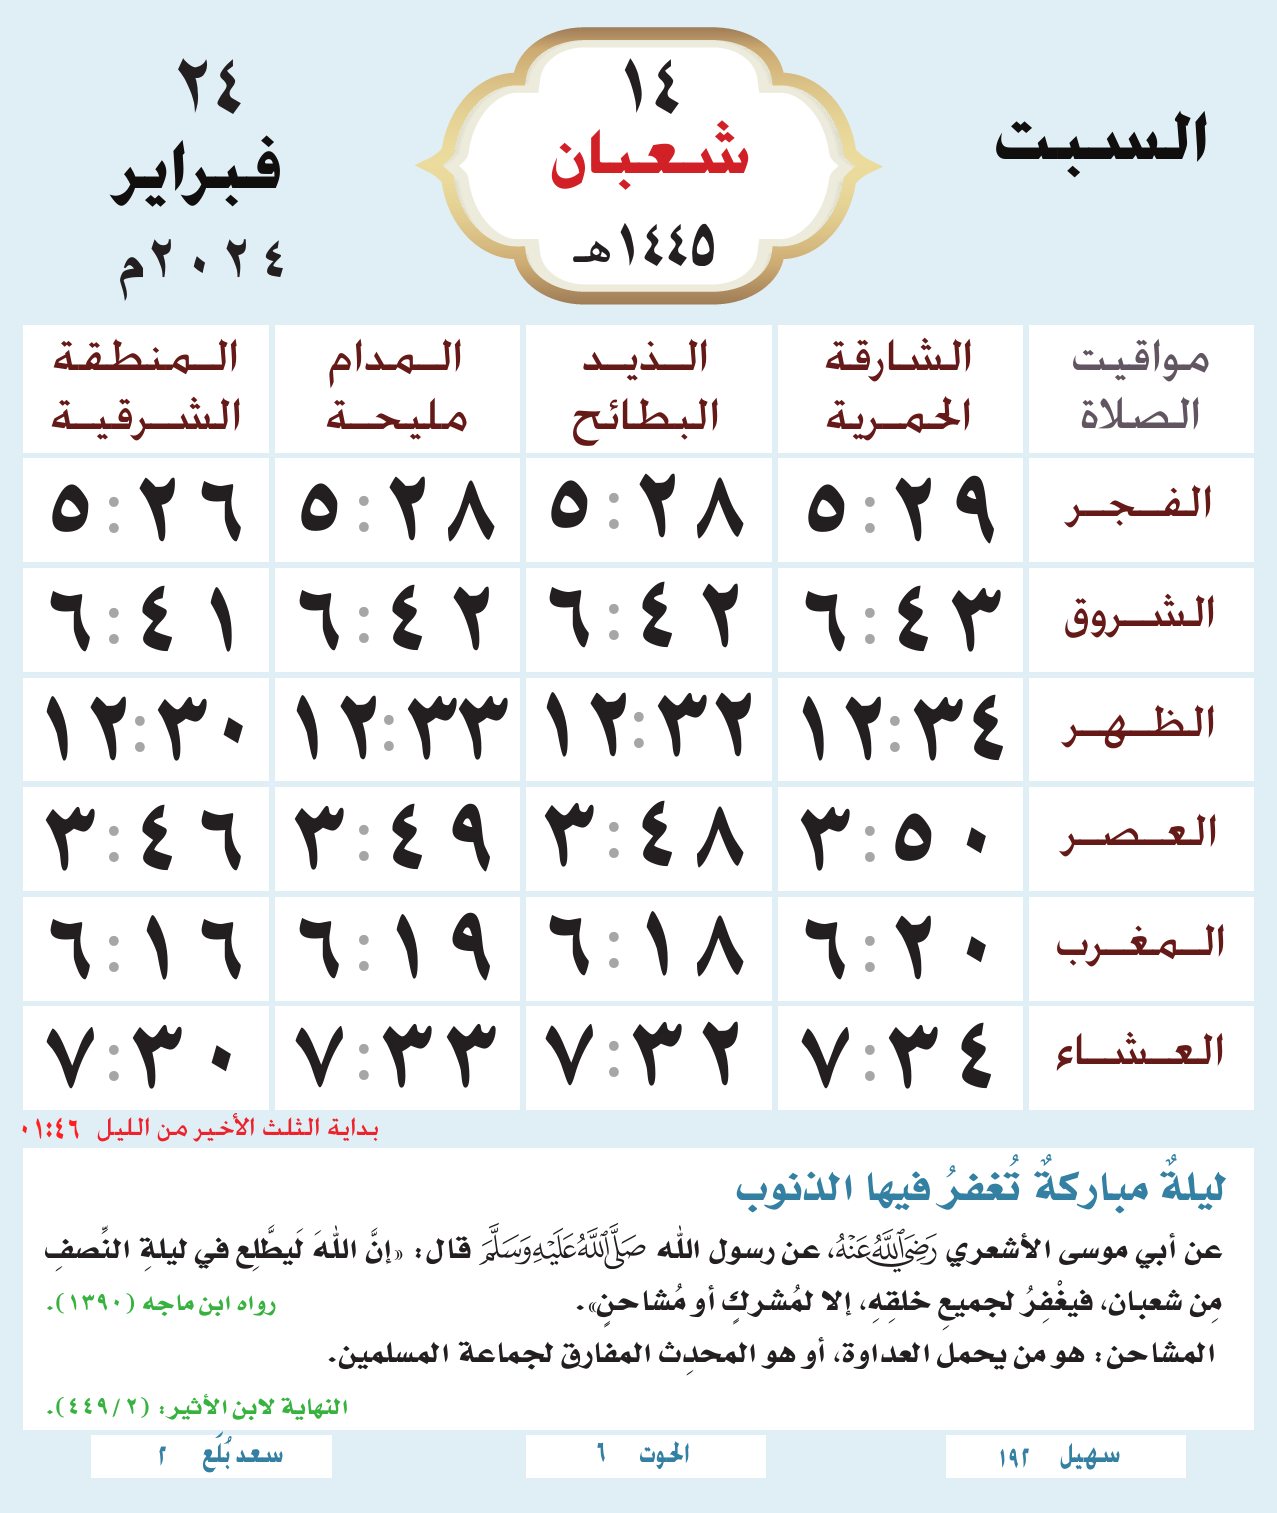 السبت
١٤
شعبان
١٤٤٥هـ
٢٤
فبراير
٢٠٢٤م
مواقيت الصلاة | الشارقة الحمرية | الذيد البطائح | المدام مليحة | المنطقة الشرقية
الفجر ٥:٢٩ ٥:٢٨ ٥:٢٨ ٥:٢٦
الشروق ٦:٤٣ ٦:٤٢ ٦:٤٢ ٦:٤١
الظهر ١٢:٣٤ ١٢:٣٢ ١٢:٣٣ ١٢:٣٠
العصر ٣:٥٠ ٣:٤٨ ٣:٤٩ ٣:٤٦
المغرب ٦:٢٠ ٦:١٨ ٦:١٩ ٦:١٦
العشاء ٧:٣٤ ٧:٣٢ ٧:٣٣ ٧:٣٠
بداية الثلث الأخير من الليل ٠١:٤٦
ليلةٌ مباركةٌ تُغفرُ فيها الذنوب
عن أبي موسى الأشعري رَضِيَ اللَّهُ عَنْهُ، عن رسول الله صَلَّى اللَّهُ عَلَيْهِ وَسَلَّمَ قال: «إنَّ اللهَ لَيطَّلِع في ليلةِ النِّصفِ
مِن شعبان، فيغْفِرُ لجميعِ خلقِهِ، إلا لمُشركٍ أو مُشاحنٍ». رواه ابن ماجه (١٣٩٠).
المشاحن: هو من يحمل العداوة، أو هو المحدِث المفارق لجماعة المسلمين.
النهاية لابن الأثير: (٤٤٩/٢).
سهيل ١٩٢ الحوت ٦ سعد بُلَع ٢